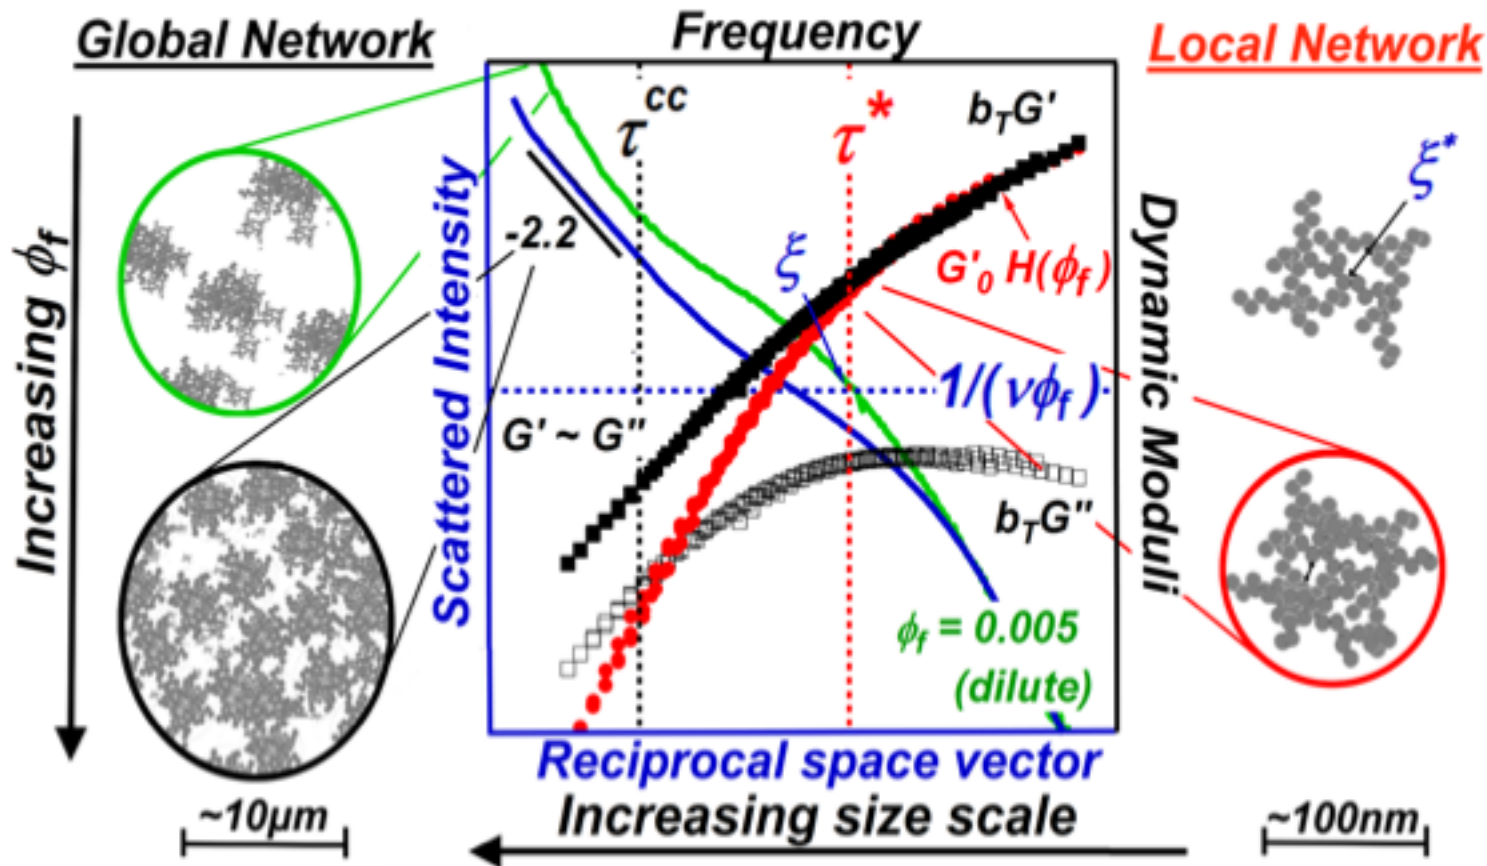 Global Network
Frequency
Local Network
Increasing ϕf
Scattered Intensity
τcc
τ*
bTG'
ξ*
-2.2
ξ
G'0 H(ϕf)
Dynamic Moduli
1/(νϕf)
G' ~ G''
bTG''
ϕf = 0.005
(dilute)
Reciprocal space vector
Increasing size scale
~10μm
~100nm